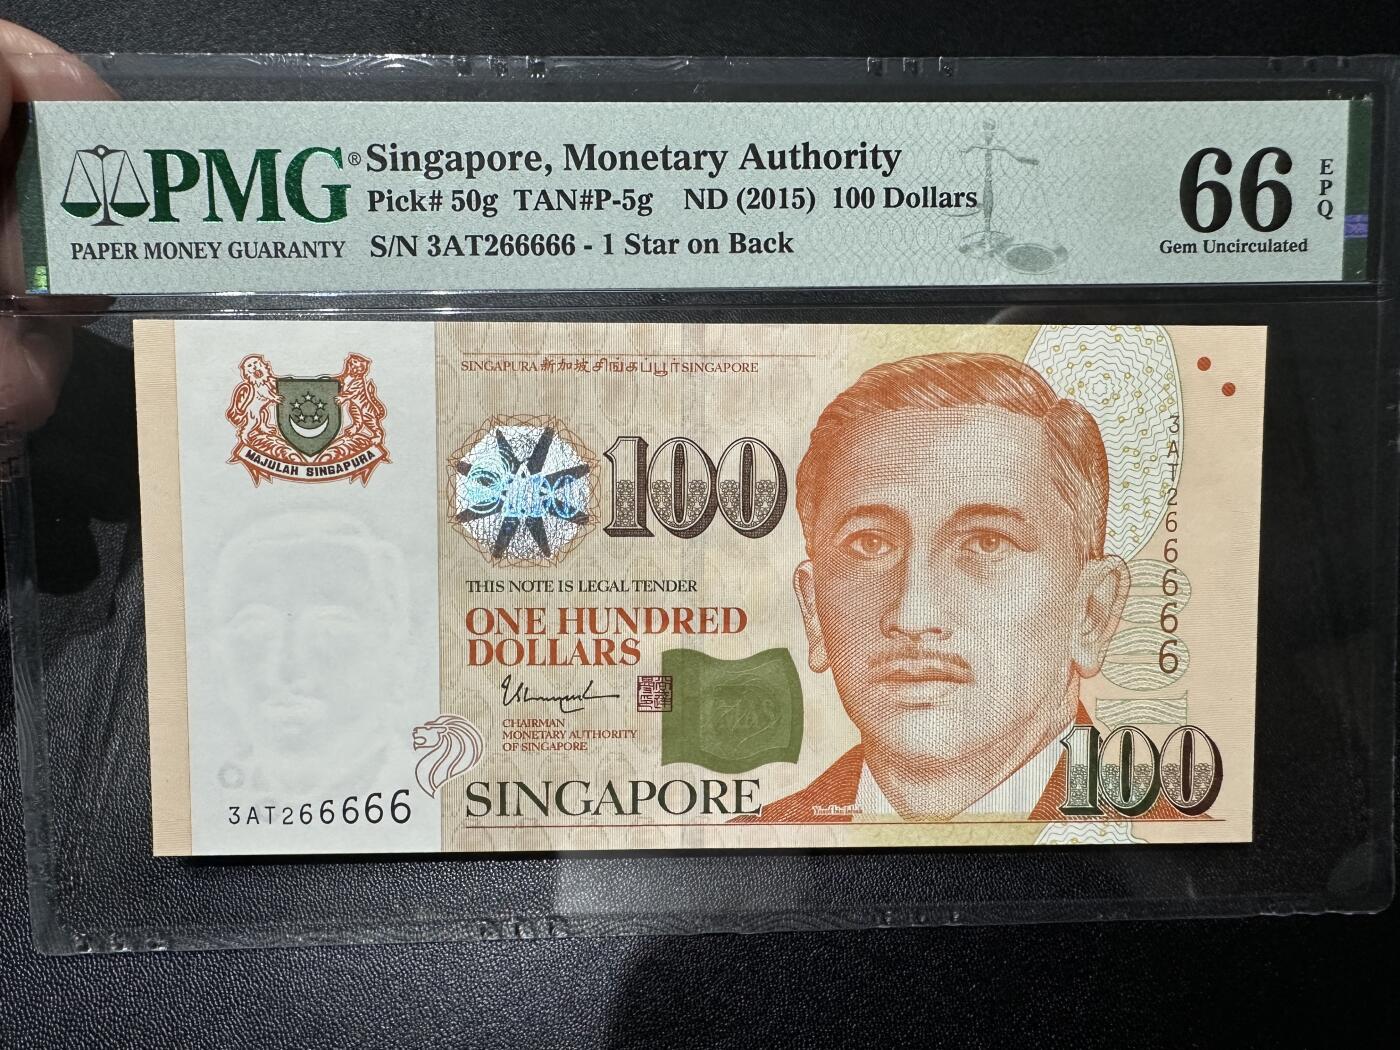 PMG®
PAPER MONEY GUARANTY
Singapore, Monetary Authority
Pick# 50g TAN#P-5g ND (2015) 100 Dollars
S/N 3AT266666 - 1 Star on Back
66
EPQ
Gem Uncirculated
SINGAPURA 新加坡 சிங்கப்பூர் SINGAPORE
MAJULAH SINGAPURA
100
3AT266666
THIS NOTE IS LEGAL TENDER
ONE HUNDRED
DOLLARS
CHAIRMAN
MONETARY AUTHORITY
OF SINGAPORE
SINGAPORE
100
3AT266666